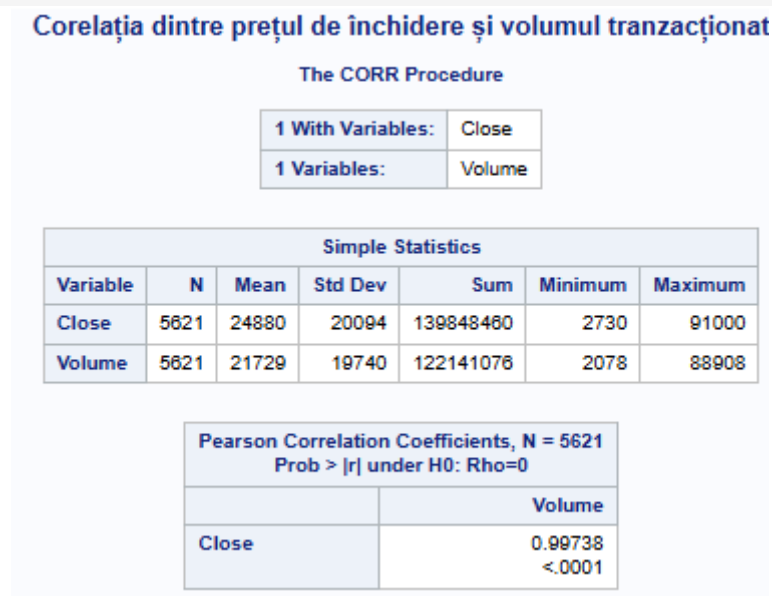 Corelația dintre prețul de închidere și volumul tranzacționat
The CORR Procedure
1 With Variables: Close
1 Variables: Volume
Simple Statistics
Variable N Mean Std Dev Sum Minimum Maximum
Close 5621 24880 20094 139848460 2730 91000
Volume 5621 21729 19740 122141076 2078 88908
Pearson Correlation Coefficients, N = 5621
Prob > |r| under H0: Rho=0
Volume
Close 0.99738
<.0001